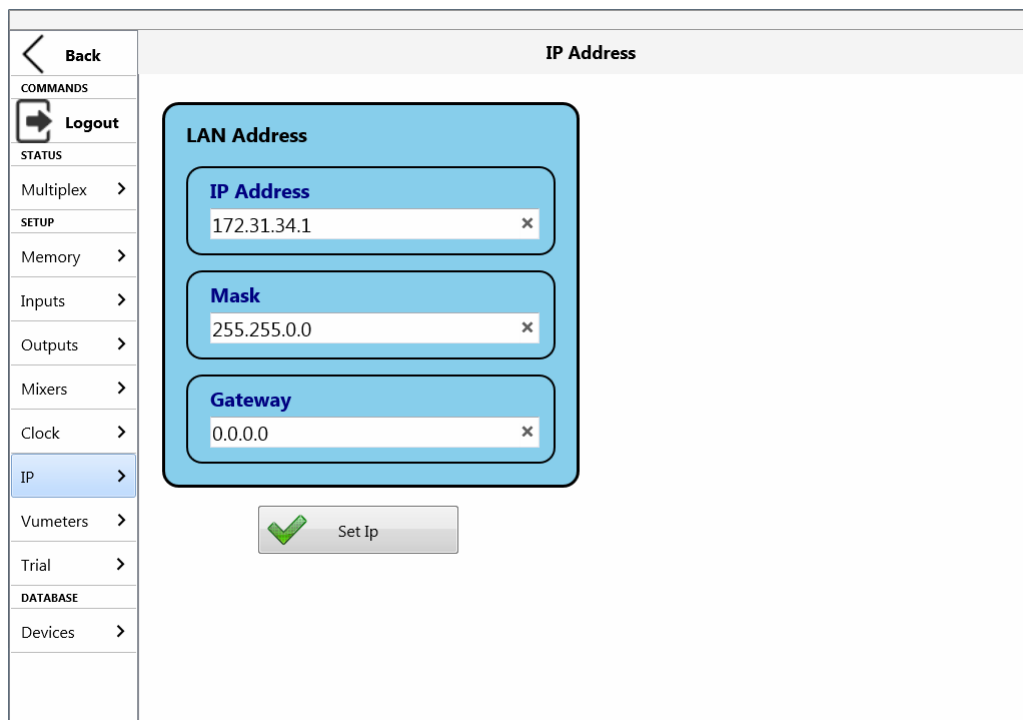 Back
IP Address
COMMANDS
Logout
STATUS
Multiplex
SETUP
Memory
Inputs
Outputs
Mixers
Clock
IP
Vumeters
Trial
DATABASE
Devices
LAN Address
IP Address
172.31.34.1
Mask
255.255.0.0
Gateway
0.0.0.0
Set Ip